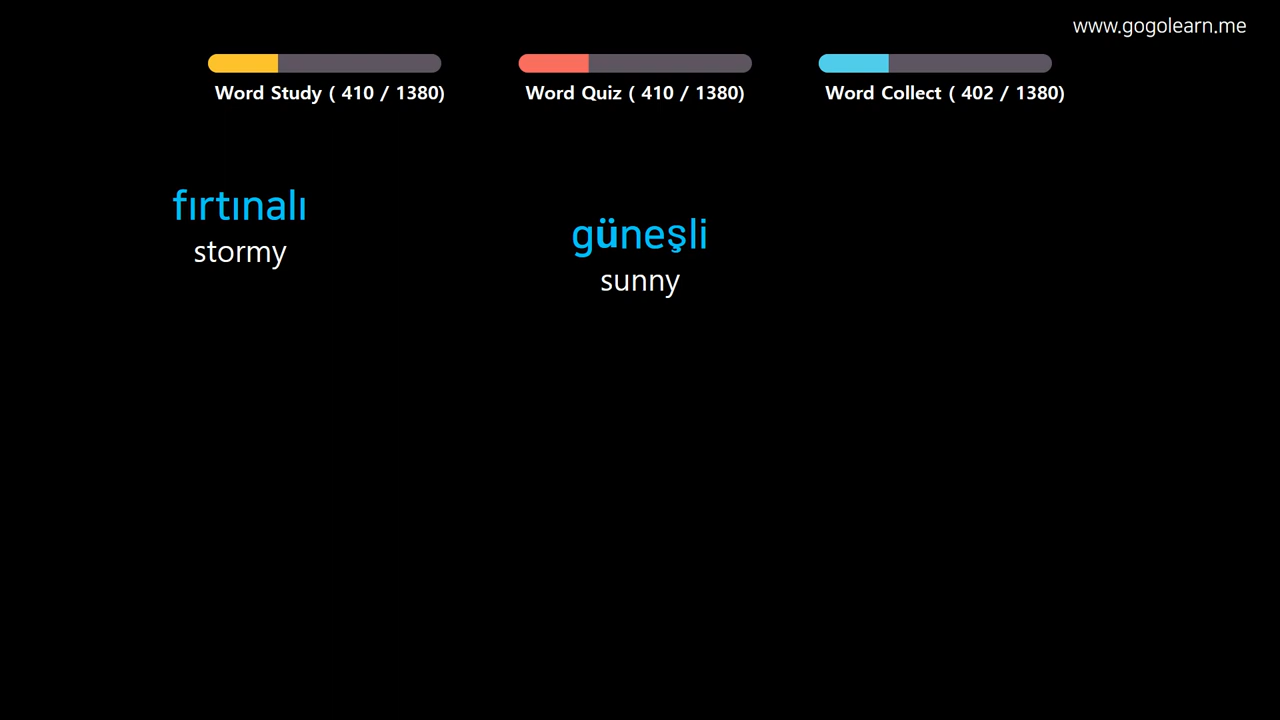 www.gogolearn.me
Word Study ( 410 / 1380)
Word Quiz ( 410 / 1380)
Word Collect ( 402 / 1380)
fırtınalı
stormy
güneşli
sunny